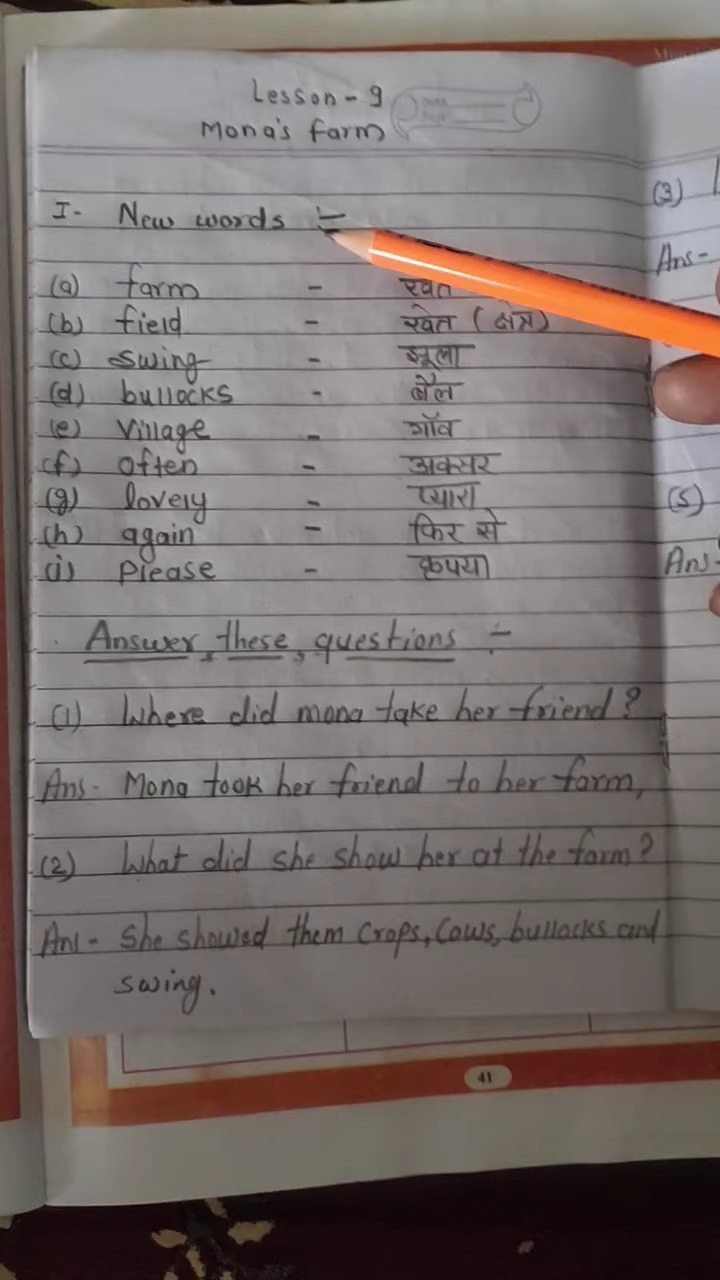 Lesson - 9
Mona's farm
I- New words :-
(a) farm - खेत
(b) field - खेत (क्षेत्र)
(c) swing - झूला
(d) bullocks - बैल
(e) village - गाँव
(f) often - अक्सर
(g) lovely - प्यारा
(h) again - फिर से
(i) please - कृपया
Answer these questions :-
(1) Where did mona take her friend?
Ans- Mona took her friend to her farm,
(2) What did she show her at the farm?
Ans- She showed them crops, cows, bullocks and
swing.
(3)
Ans-
(5)
Ans-
41